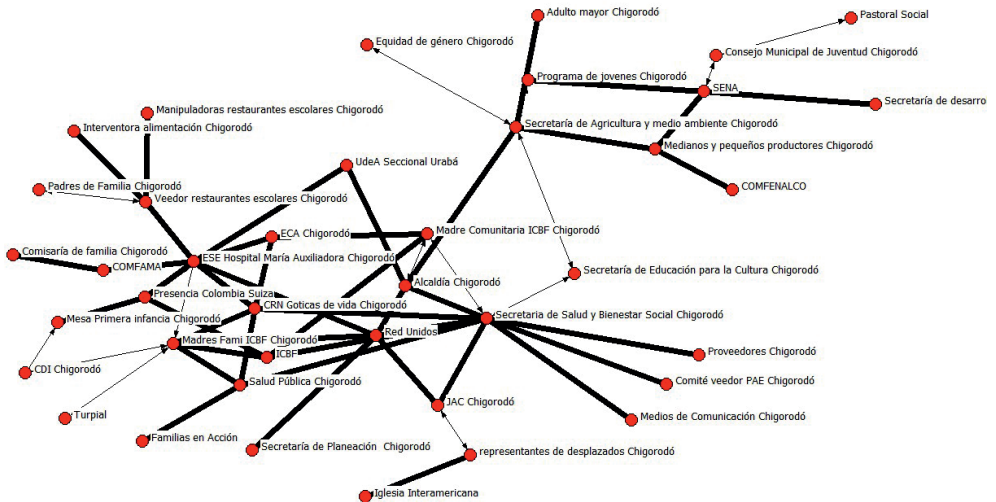 Adulto mayor Chigorodó
Pastoral Social
Equidad de género Chigorodó
Consejo Municipal de Juventud Chigorodó
Programa de jovenes Chigorodó
SENA
Secretaría de desarro
Manipuladoras restaurantes escolares Chigorodó
Interventora alimentación Chigorodó
Secretaría de Agricultura y medio ambiente Chigorodó
Medianos y pequeños productores Chigorodó
UdeA Seccional Urabá
Padres de Familia Chigorodó
COMFENALCO
Veedor restaurantes escolares Chigorodó
ECA Chigorodó
Madre Comunitaria ICBF Chigorodó
Comisaría de familia Chigorodó
ESE Hospital María Auxiliadora Chigorodó
COMFAMA
Secretaría de Educación para la Cultura Chigorodó
Alcaldía Chigorodó
Presencia Colombia Suiza
CRN Goticas de vida Chigorodó
Secretaria de Salud y Bienestar Social Chigorodó
Mesa Primera infancia Chigorodó
Red Unidos
Madres Fami ICBF Chigorodó
ICBF
Proveedores Chigorodó
CDI Chigorodó
Salud Pública Chigorodó
Comité veedor PAE Chigorodó
JAC Chigorodó
Turpial
Medios de Comunicación Chigorodó
Familias en Acción
Secretaría de Planeación Chigorodó
representantes de desplazados Chigorodó
Iglesia Interamericana